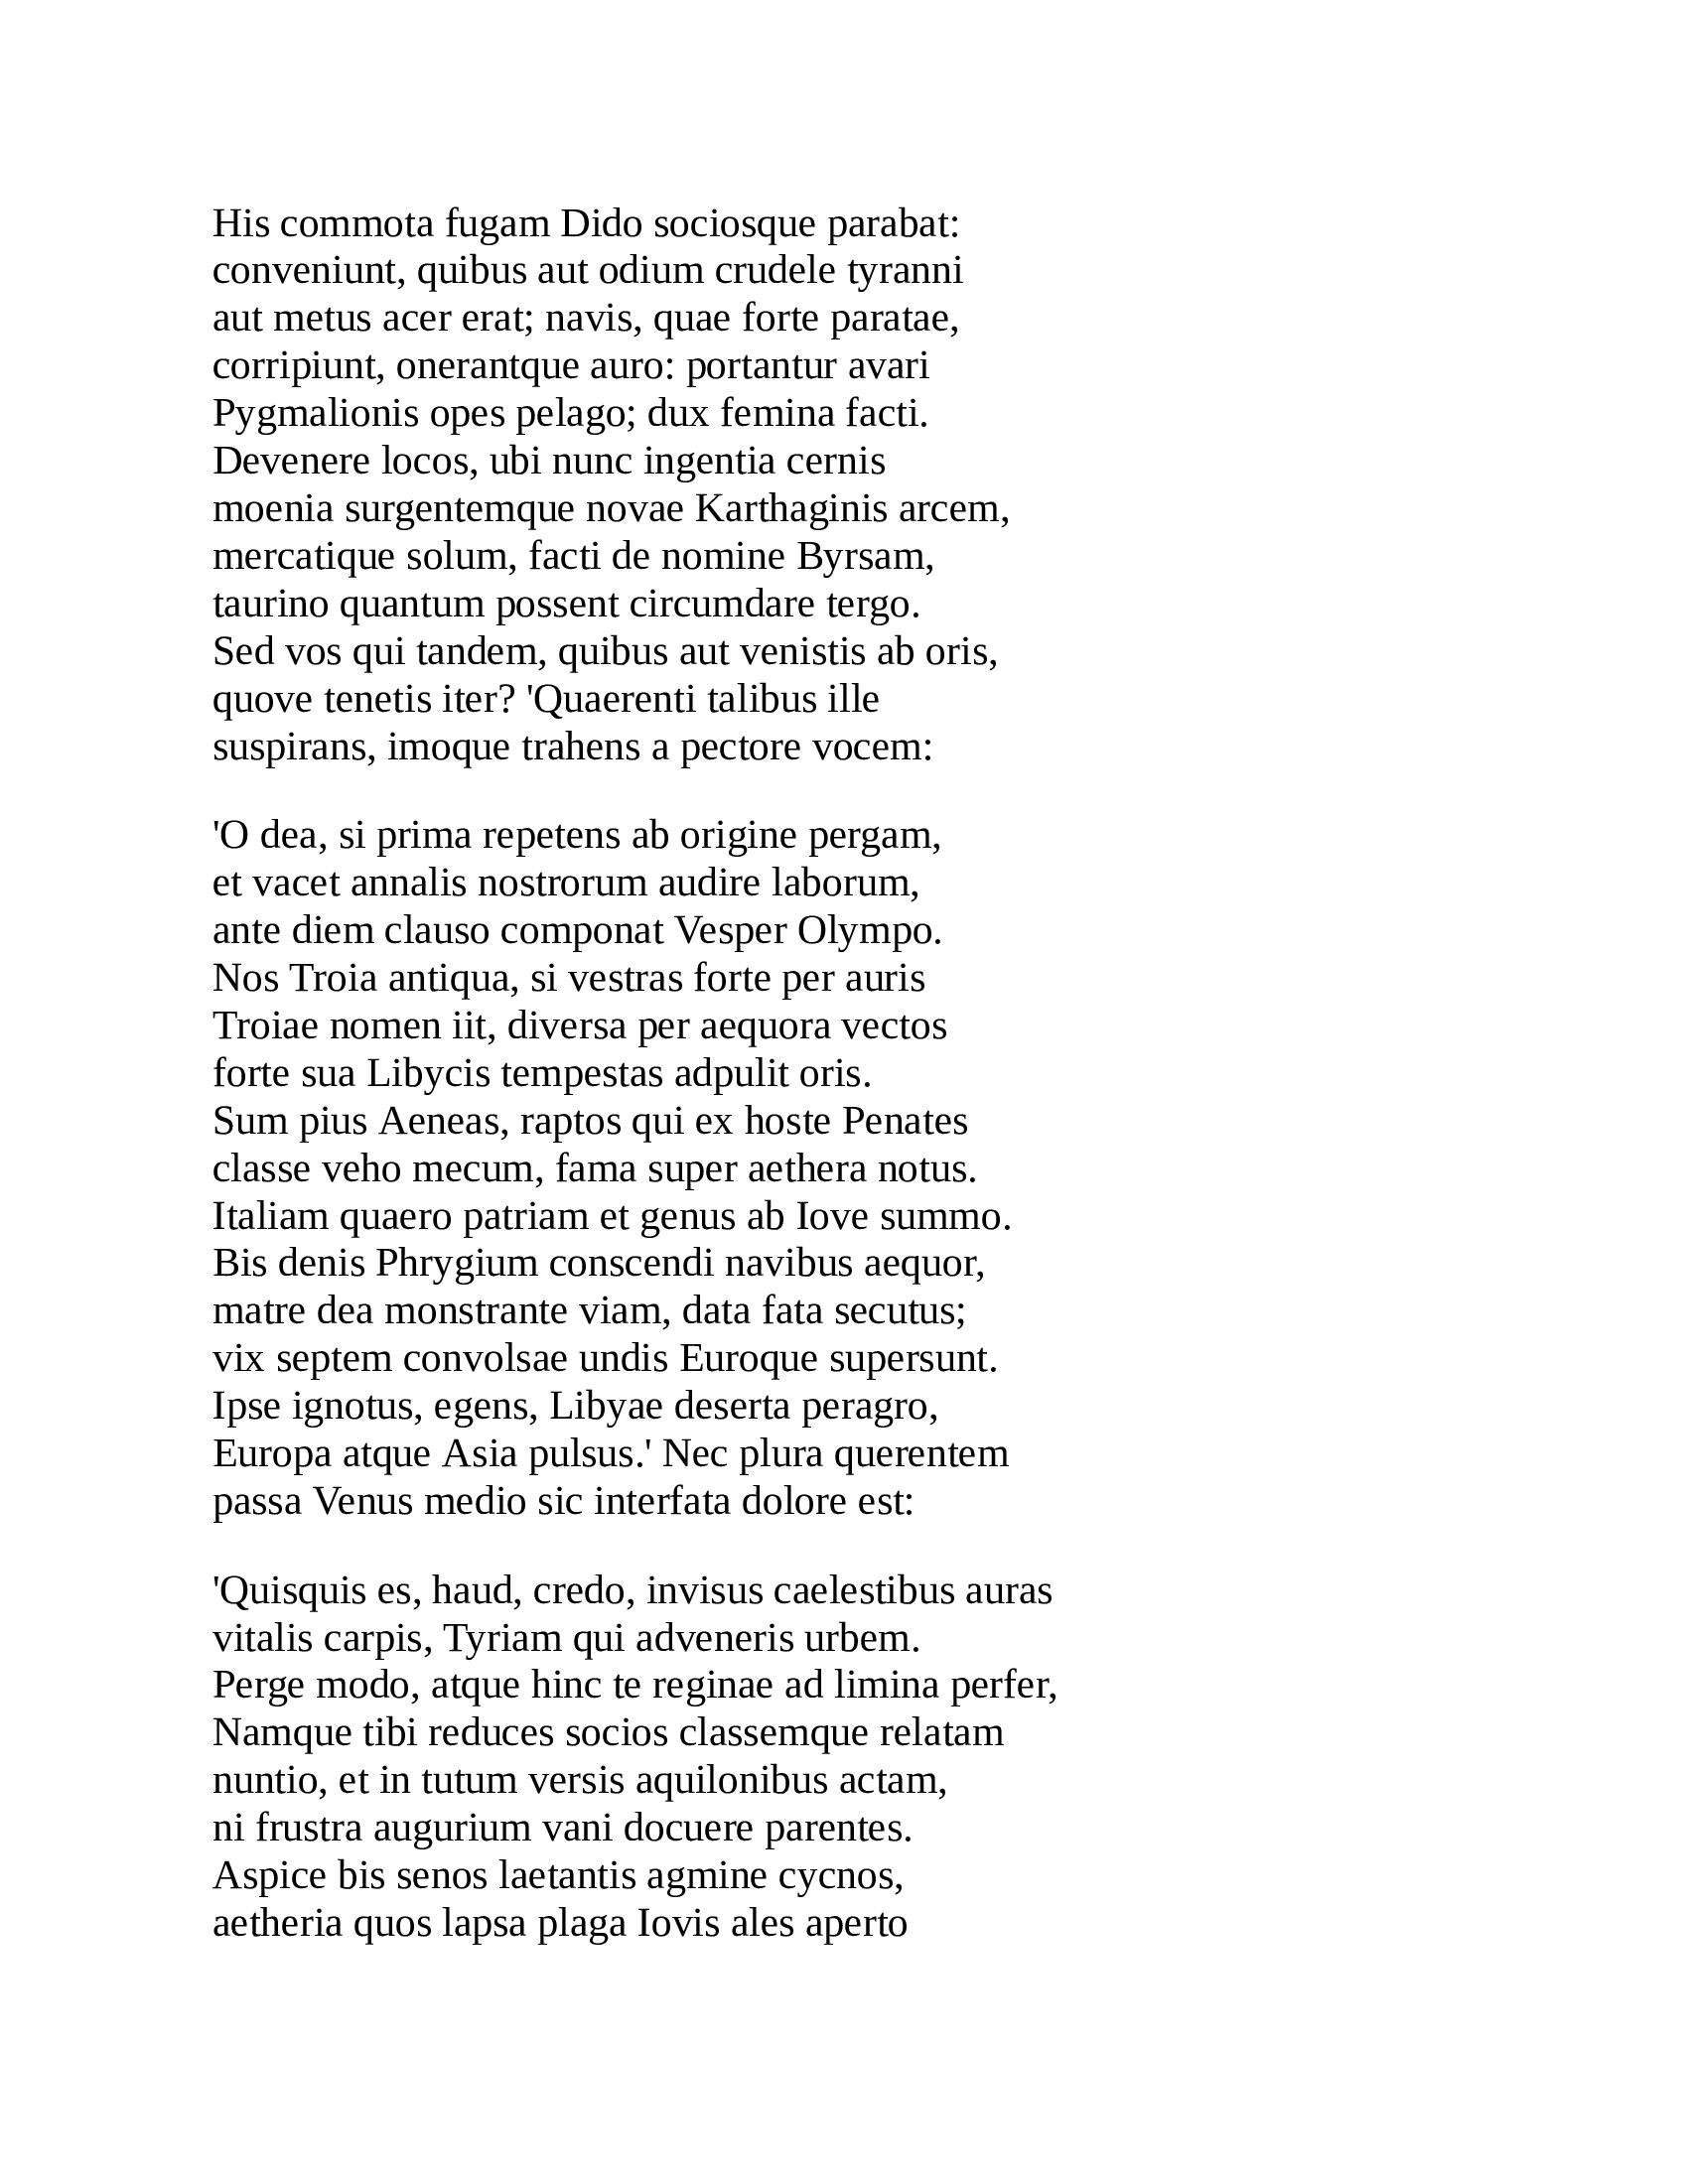 His commota fugam Dido sociosque parabat:
conveniunt, quibus aut odium crudele tyranni
aut metus acer erat; navis, quae forte paratae,
corripiunt, onerantque auro: portantur avari
Pygmalionis opes pelago; dux femina facti.
Devenere locos, ubi nunc ingentia cernis
moenia surgentemque novae Karthaginis arcem,
mercatique solum, facti de nomine Byrsam,
taurino quantum possent circumdare tergo.
Sed vos qui tandem, quibus aut venistis ab oris,
quove tenetis iter? 'Quaerenti talibus ille
suspirans, imoque trahens a pectore vocem:

'O dea, si prima repetens ab origine pergam,
et vacet annalis nostrorum audire laborum,
ante diem clauso componat Vesper Olympo.
Nos Troia antiqua, si vestras forte per auris
Troiae nomen iit, diversa per aequora vectos
forte sua Libycis tempestas adpulit oris.
Sum pius Aeneas, raptos qui ex hoste Penates
classe veho mecum, fama super aethera notus.
Italiam quaero patriam et genus ab Iove summo.
Bis denis Phrygium conscendi navibus aequor,
matre dea monstrante viam, data fata secutus;
vix septem convolsae undis Euroque supersunt.
Ipse ignotus, egens, Libyae deserta peragro,
Europa atque Asia pulsus.' Nec plura querentem
passa Venus medio sic interfata dolore est:

'Quisquis es, haud, credo, invisus caelestibus auras
vitalis carpis, Tyriam qui adveneris urbem.
Perge modo, atque hinc te reginae ad limina perfer,
Namque tibi reduces socios classemque relatam
nuntio, et in tutum versis aquilonibus actam,
ni frustra augurium vani docuere parentes.
Aspice bis senos laetantis agmine cycnos,
aetheria quos lapsa plaga Iovis ales aperto